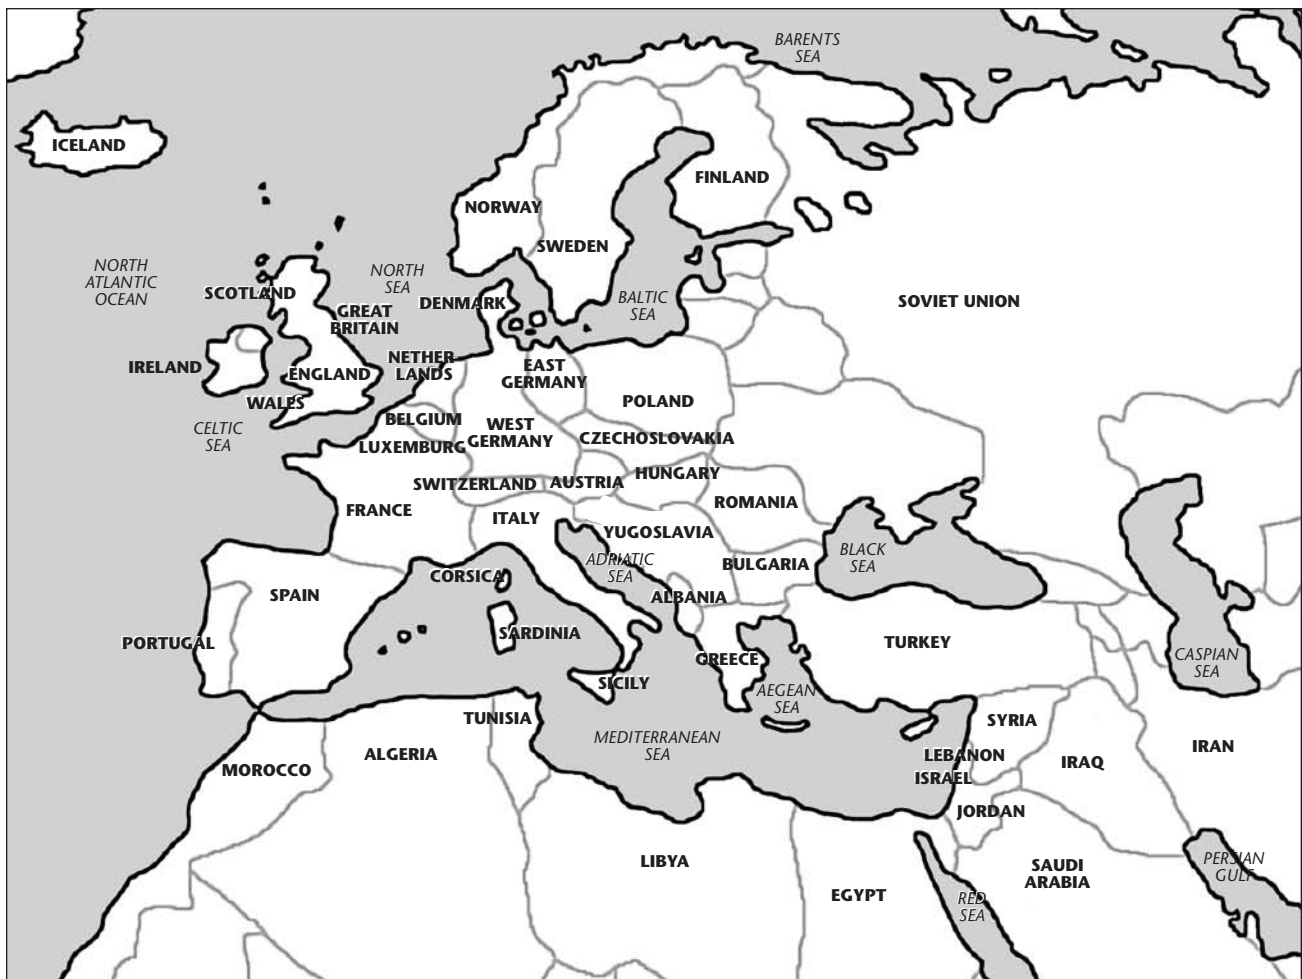 BARENTS
SEA
ICELAND
FINLAND
NORWAY
SWEDEN
NORTH
ATLANTIC
OCEAN
NORTH
SEA
SCOTLAND
DENMARK
BALTIC
SEA
SOVIET UNION
GREAT
BRITAIN
IRELAND
ENGLAND
NETHER-
LANDS
EAST
GERMANY
WALES
POLAND
CELTIC
SEA
BELGIUM
WEST
GERMANY
CZECHOSLOVAKIA
LUXEMBURG
SWITZERLAND
AUSTRIA
HUNGARY
ROMANIA
FRANCE
ITALY
YUGOSLAVIA
BLACK
SEA
ADRIATIC
SEA
BULGARIA
CORSICA
SPAIN
ALBANIA
PORTUGAL
SARDINIA
TURKEY
GREECE
CASPIAN
SEA
SICILY
AEGEAN
SEA
TUNISIA
SYRIA
MEDITERRANEAN
SEA
ALGERIA
LEBANON
IRAQ
IRAN
MOROCCO
ISRAEL
JORDAN
LIBYA
SAUDI
ARABIA
PERSIAN
GULF
EGYPT
RED
SEA